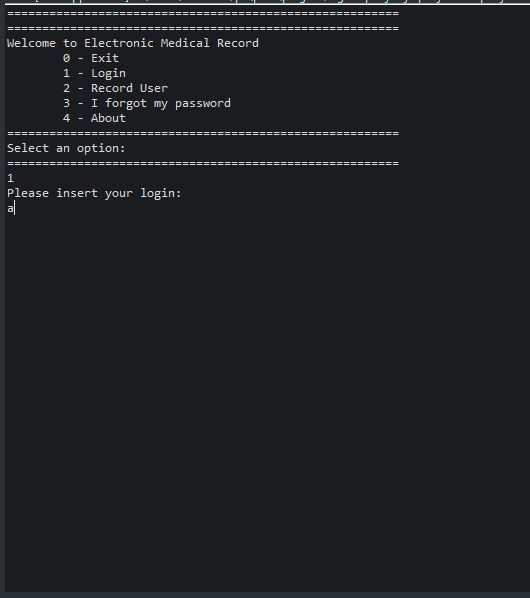 ========================================================
========================================================
Welcome to Electronic Medical Record
        0 - Exit
        1 - Login
        2 - Record User
        3 - I forgot my password
        4 - About
========================================================
Select an option:
========================================================
1
Please insert your login:
a